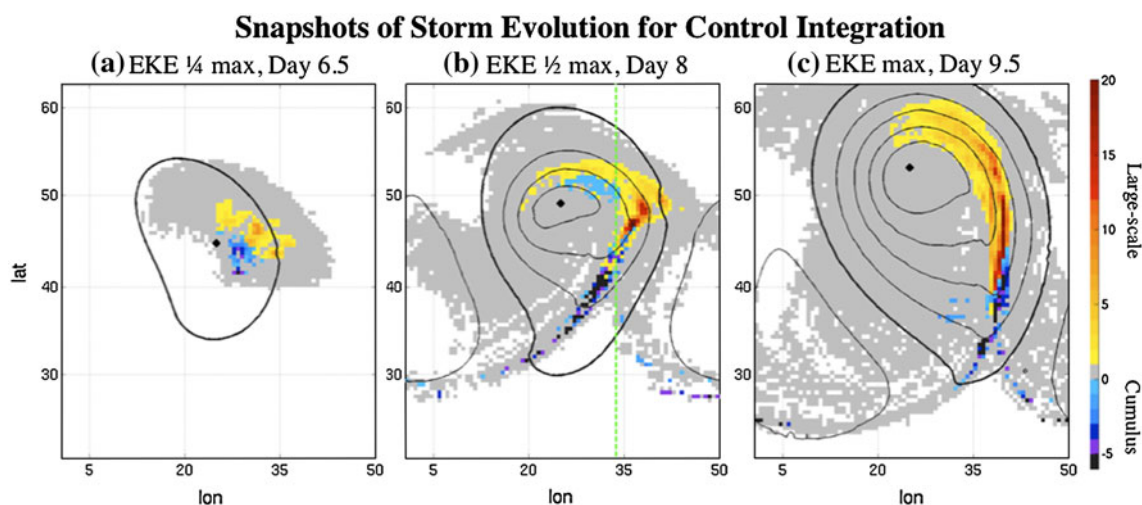 Snapshots of Storm Evolution for Control Integration
(a) EKE ¼ max, Day 6.5
(b) EKE ½ max, Day 8
(c) EKE max, Day 9.5
lat
60
50
40
30
5 20 35 50
lon
60
50
40
30
5 20 35 50
lon
60
50
40
30
5 20 35 50
lon
20
15
10
5
0
-5
Large-scale
Cumulus